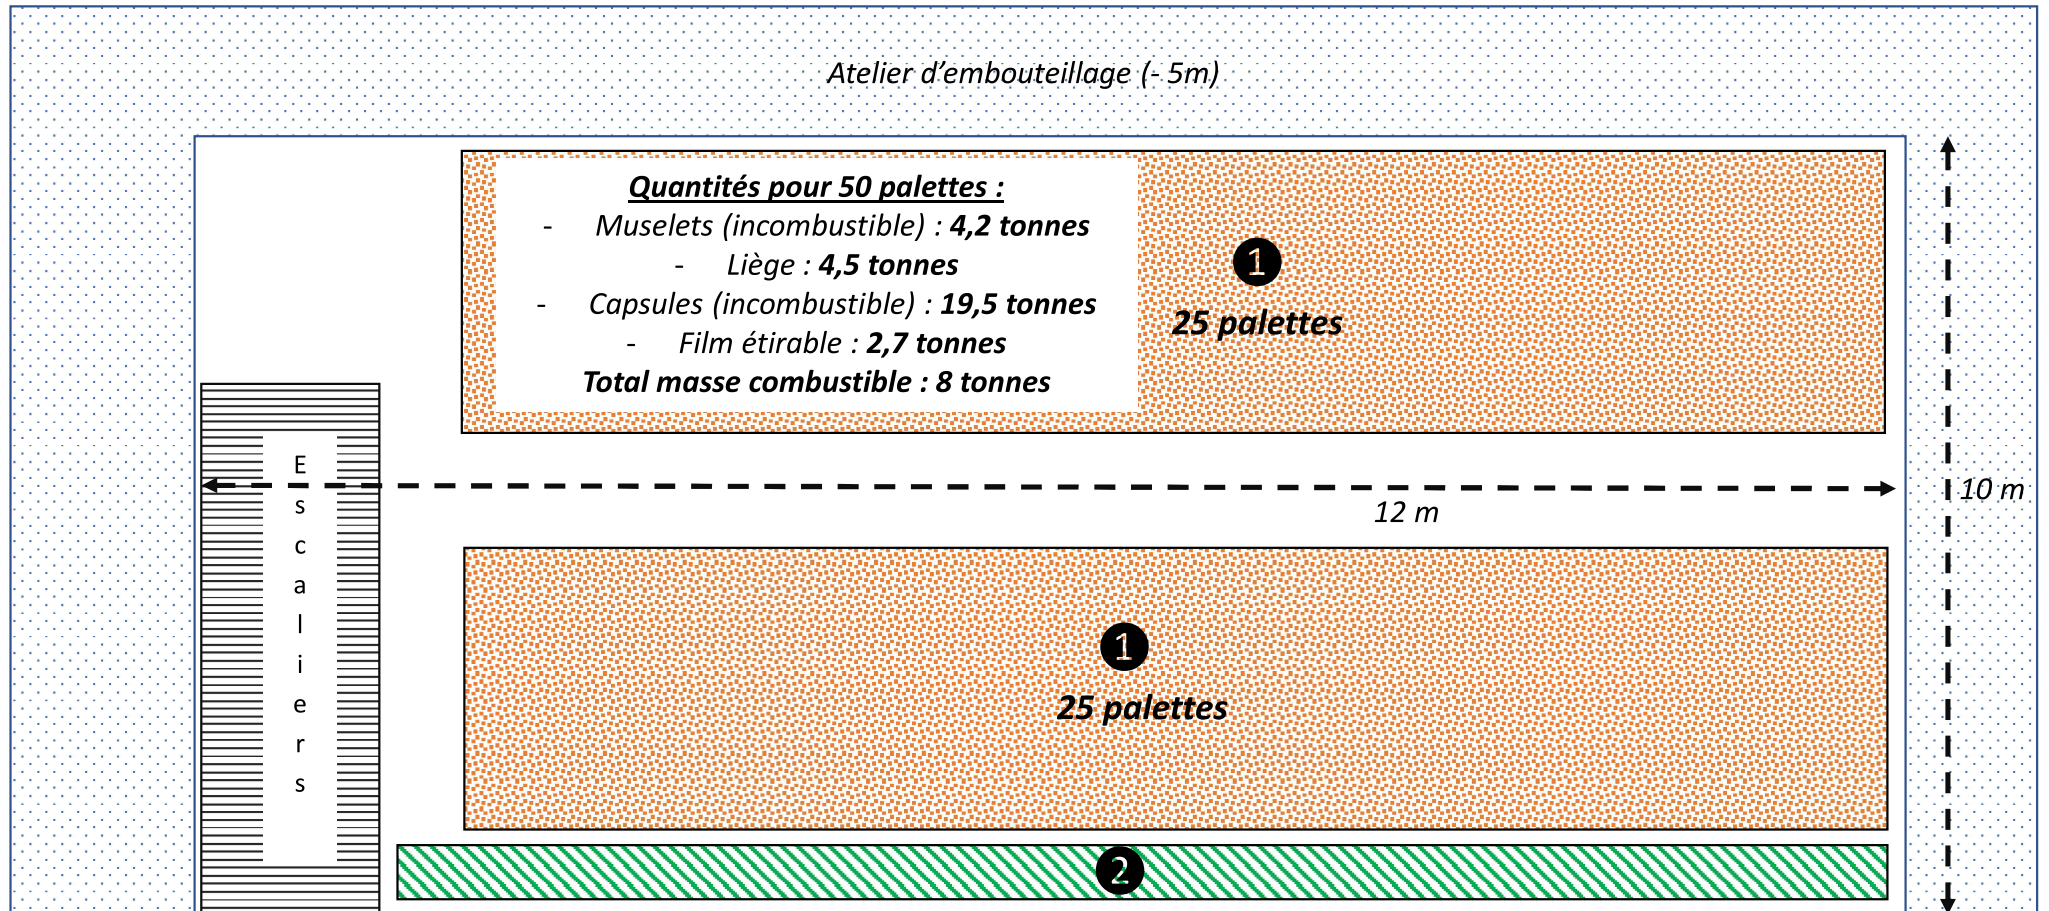 Atelier d’embouteillage (- 5m)
Quantités pour 50 palettes :
- Muselets (incombustible) : 4,2 tonnes
- Liège : 4,5 tonnes
- Capsules (incombustible) : 19,5 tonnes
- Film étirable : 2,7 tonnes
Total masse combustible : 8 tonnes
1
25 palettes
Escaliers
12 m
10 m
1
25 palettes
2